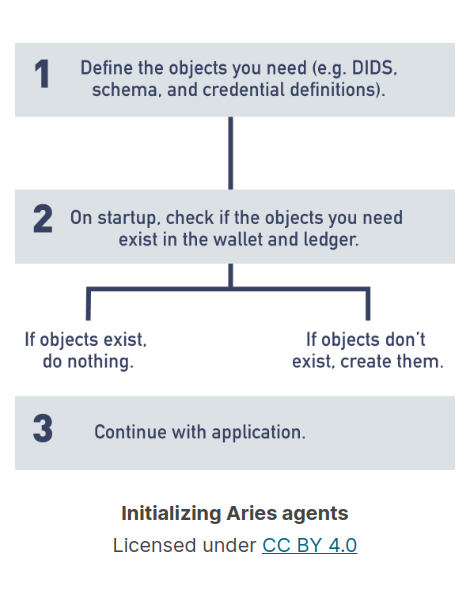 1 Define the objects you need (e.g. DIDS,
schema, and credential definitions).
2 On startup, check if the objects you need
exist in the wallet and ledger.
If objects exist,
do nothing.
If objects don't
exist, create them.
3 Continue with application.
Initializing Aries agents
Licensed under CC BY 4.0